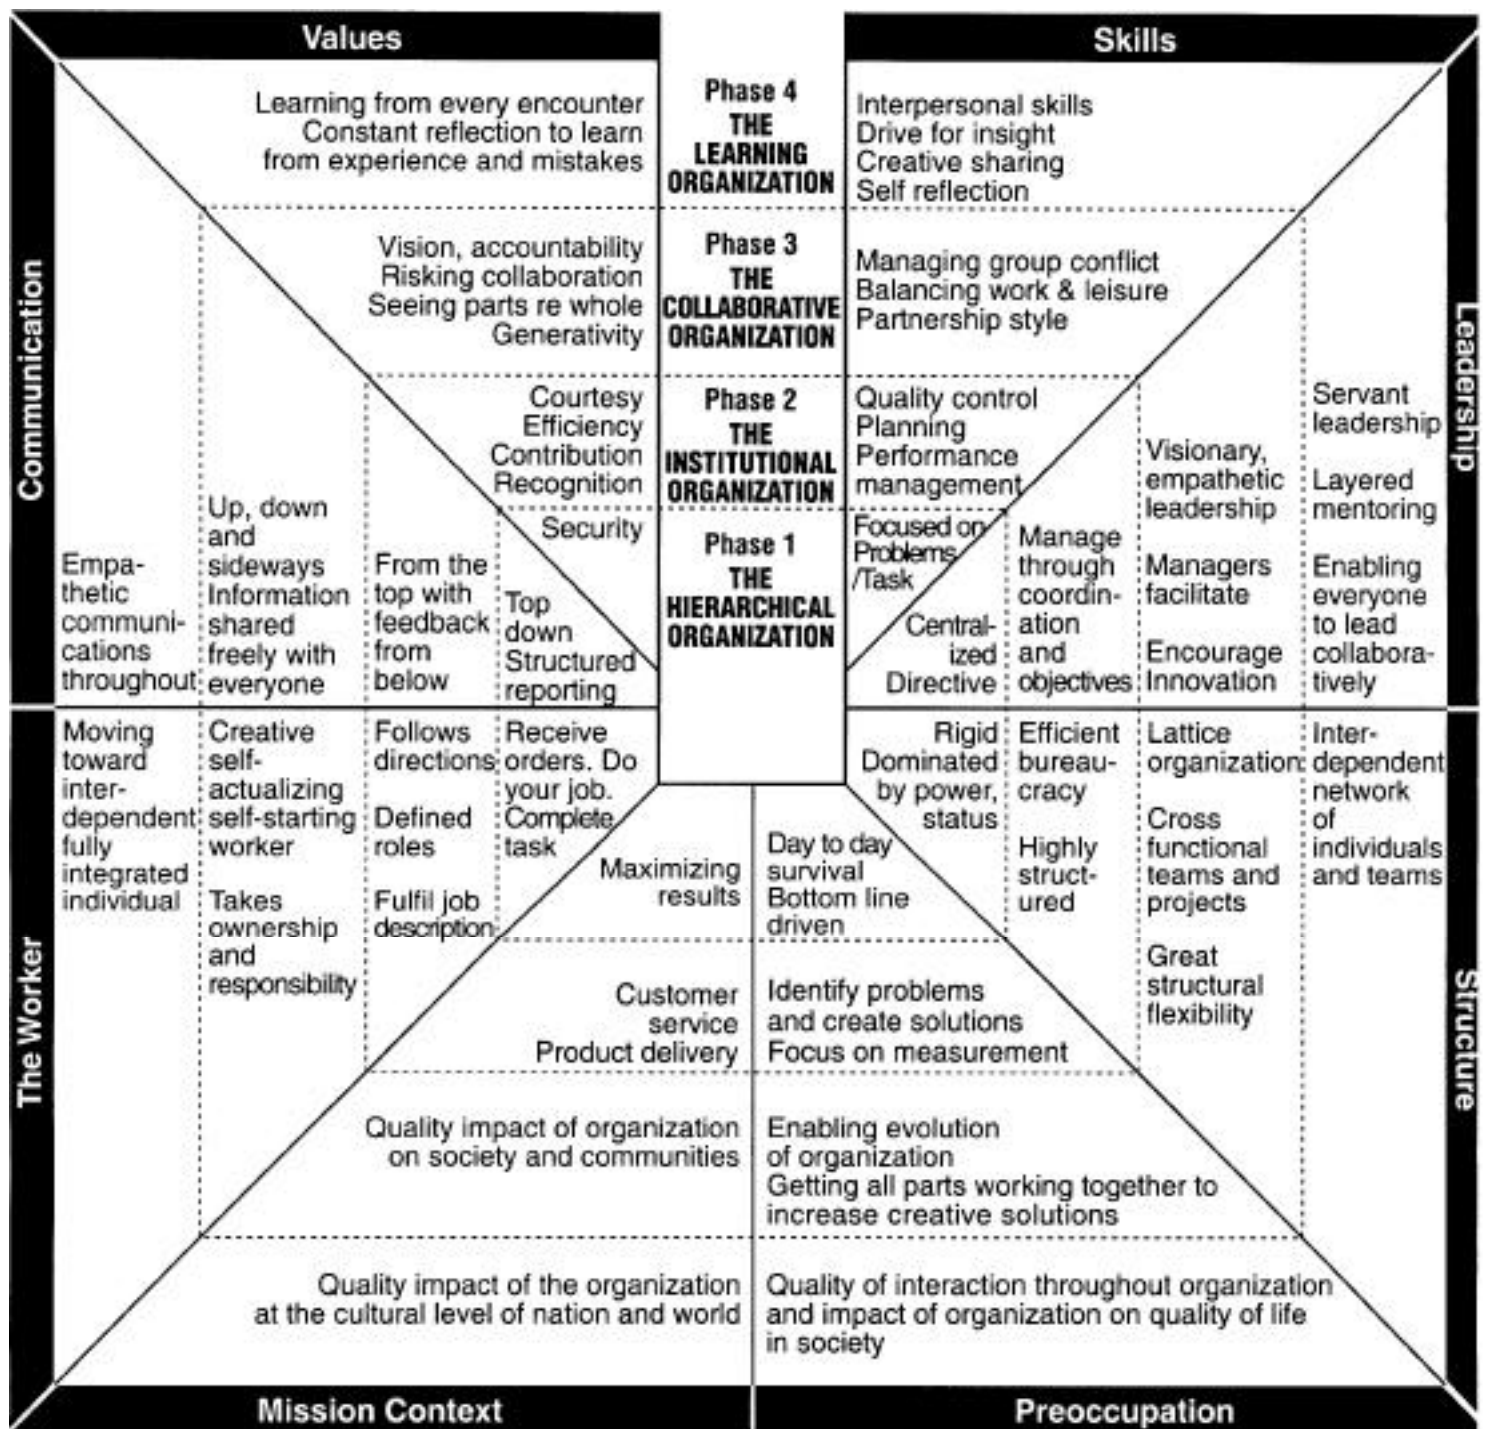 Values
Skills
Learning from every encounter
Constant reflection to learn
from experience and mistakes
Phase 4
THE
LEARNING
ORGANIZATION
Interpersonal skills
Drive for insight
Creative sharing
Self reflection
Vision, accountability
Risking collaboration
Seeing parts re whole
Generativity
Phase 3
THE
COLLABORATIVE
ORGANIZATION
Managing group conflict
Balancing work & leisure
Partnership style
Courtesy
Efficiency
Contribution
Recognition
Phase 2
THE
INSTITUTIONAL
ORGANIZATION
Quality control
Planning
Performance
management
Security
Phase 1
THE
HIERARCHICAL
ORGANIZATION
Focused on
Problems
/Task
Communication
Empa-
thetic
communi-
cations
throughout
Up, down
and
sideways
Information
shared
freely with
everyone
From the
top with
feedback
from
below
Top
down
Structured
reporting
Central-
ized
Directive
Manage
through
coordin-
ation
and
objectives
Visionary,
empathetic
leadership
Managers
facilitate
Encourage
Innovation
Servant
leadership
Layered
mentoring
Enabling
everyone
to lead
collabora-
tively
Leadership
The Worker
Moving
toward
inter-
dependent
fully
integrated
individual
Creative
self-
actualizing
self-starting
worker
Takes
ownership
and
responsibility
Follows
directions
Defined
roles
Fulfil job
description
Receive
orders. Do
your job.
Complete
task
Rigid
Dominated
by power,
status
Efficient
bureau-
cracy
Highly
struct-
ured
Lattice
organization
Cross
functional
teams and
projects
Great
structural
flexibility
Inter-
dependent
network
of
individuals
and teams
Structure
Maximizing
results
Day to day
survival
Bottom line
driven
Customer
service
Product delivery
Identify problems
and create solutions
Focus on measurement
Quality impact of organization
on society and communities
Enabling evolution
of organization
Getting all parts working together to
increase creative solutions
Quality impact of the organization
at the cultural level of nation and world
Quality of interaction throughout organization
and impact of organization on quality of life
in society
Mission Context
Preoccupation